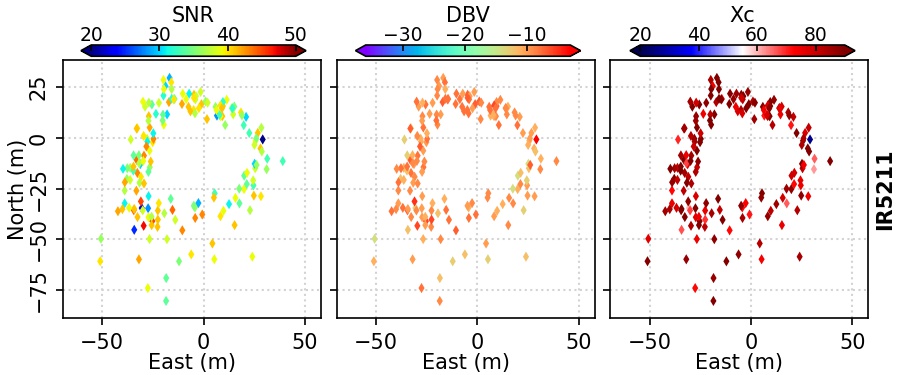 SNR DBV Xc
20 30 40 50 −30 −20 −10 20 40 60 80
25
0
−25
−50
−75
North (m)
−50 0 50 −50 0 50 −50 0 50
East (m) East (m) East (m)
IR5211